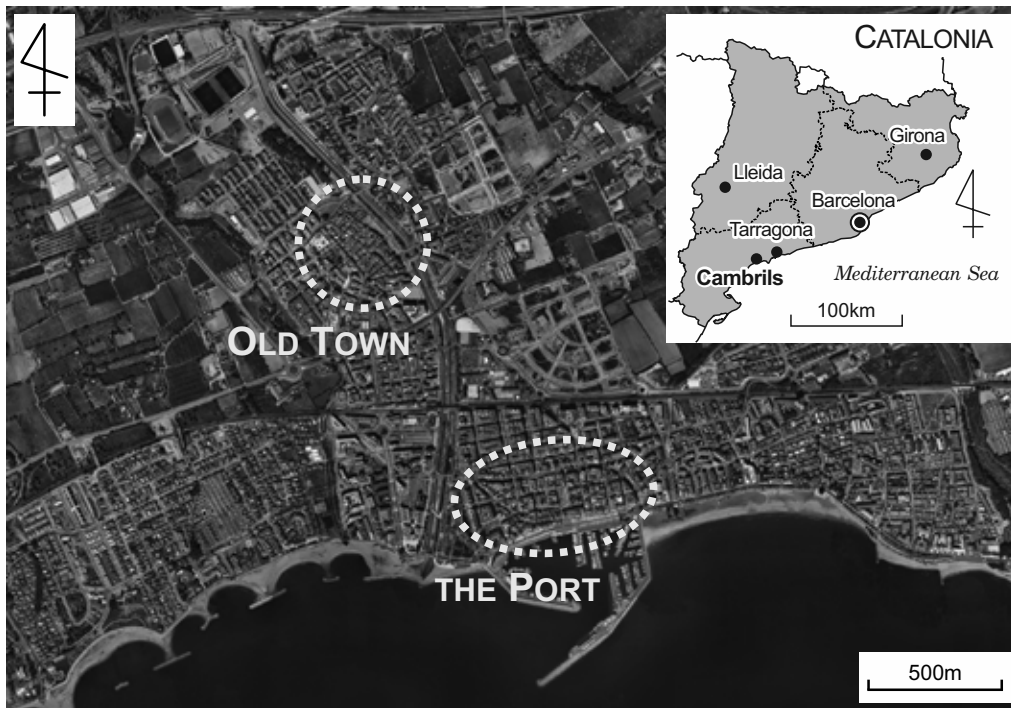 CATALONIA
Girona
Lleida
Barcelona
Tarragona
Cambrils
Mediterranean Sea
100km
OLD TOWN
THE PORT
500m